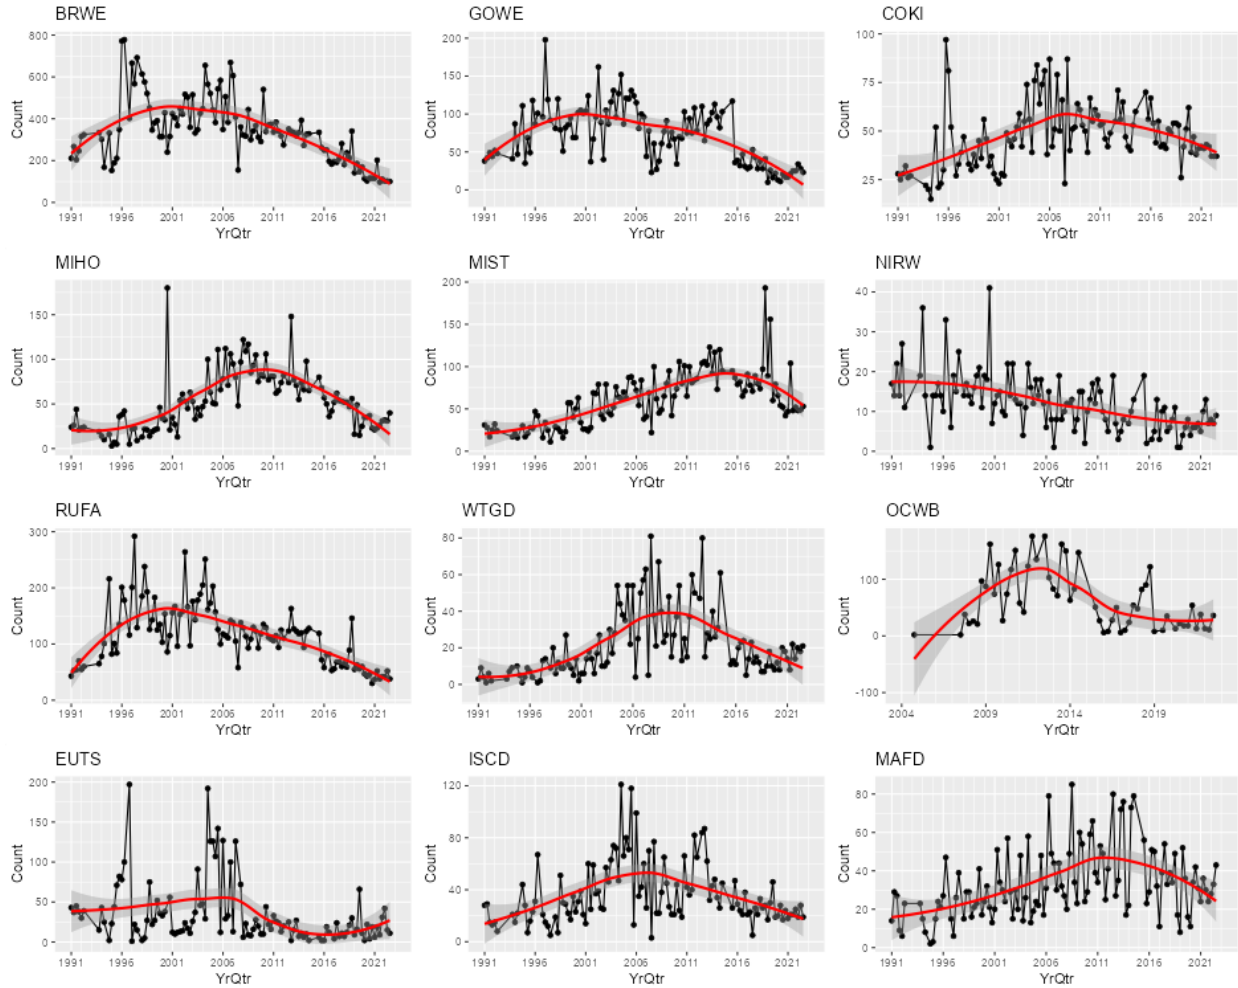 BRWE
GOWE
COKI
800
600
400
200
0
Count
1991 1996 2001 2006 2011 2016 2021
YrQtr
200
150
100
50
0
Count
1991 1996 2001 2006 2011 2016 2021
YrQtr
100
75
50
25
Count
1991 1996 2001 2006 2011 2016 2021
YrQtr
MIHO
MIST
NIRW
150
100
50
0
Count
1991 1996 2001 2006 2011 2016 2021
YrQtr
200
150
100
50
0
Count
1991 1996 2001 2006 2011 2016 2021
YrQtr
40
30
20
10
0
Count
1991 1996 2001 2006 2011 2016 2021
YrQtr
RUFA
WTGD
OCWB
300
200
100
0
Count
1991 1996 2001 2006 2011 2016 2021
YrQtr
80
60
40
20
0
Count
1991 1996 2001 2006 2011 2016 2021
YrQtr
100
0
-100
Count
2004 2009 2014 2019
YrQtr
EUTS
ISCD
MAFD
200
150
100
50
0
Count
1991 1996 2001 2006 2011 2016 2021
YrQtr
120
80
40
0
Count
1991 1996 2001 2006 2011 2016 2021
YrQtr
80
60
40
20
0
Count
1991 1996 2001 2006 2011 2016 2021
YrQtr